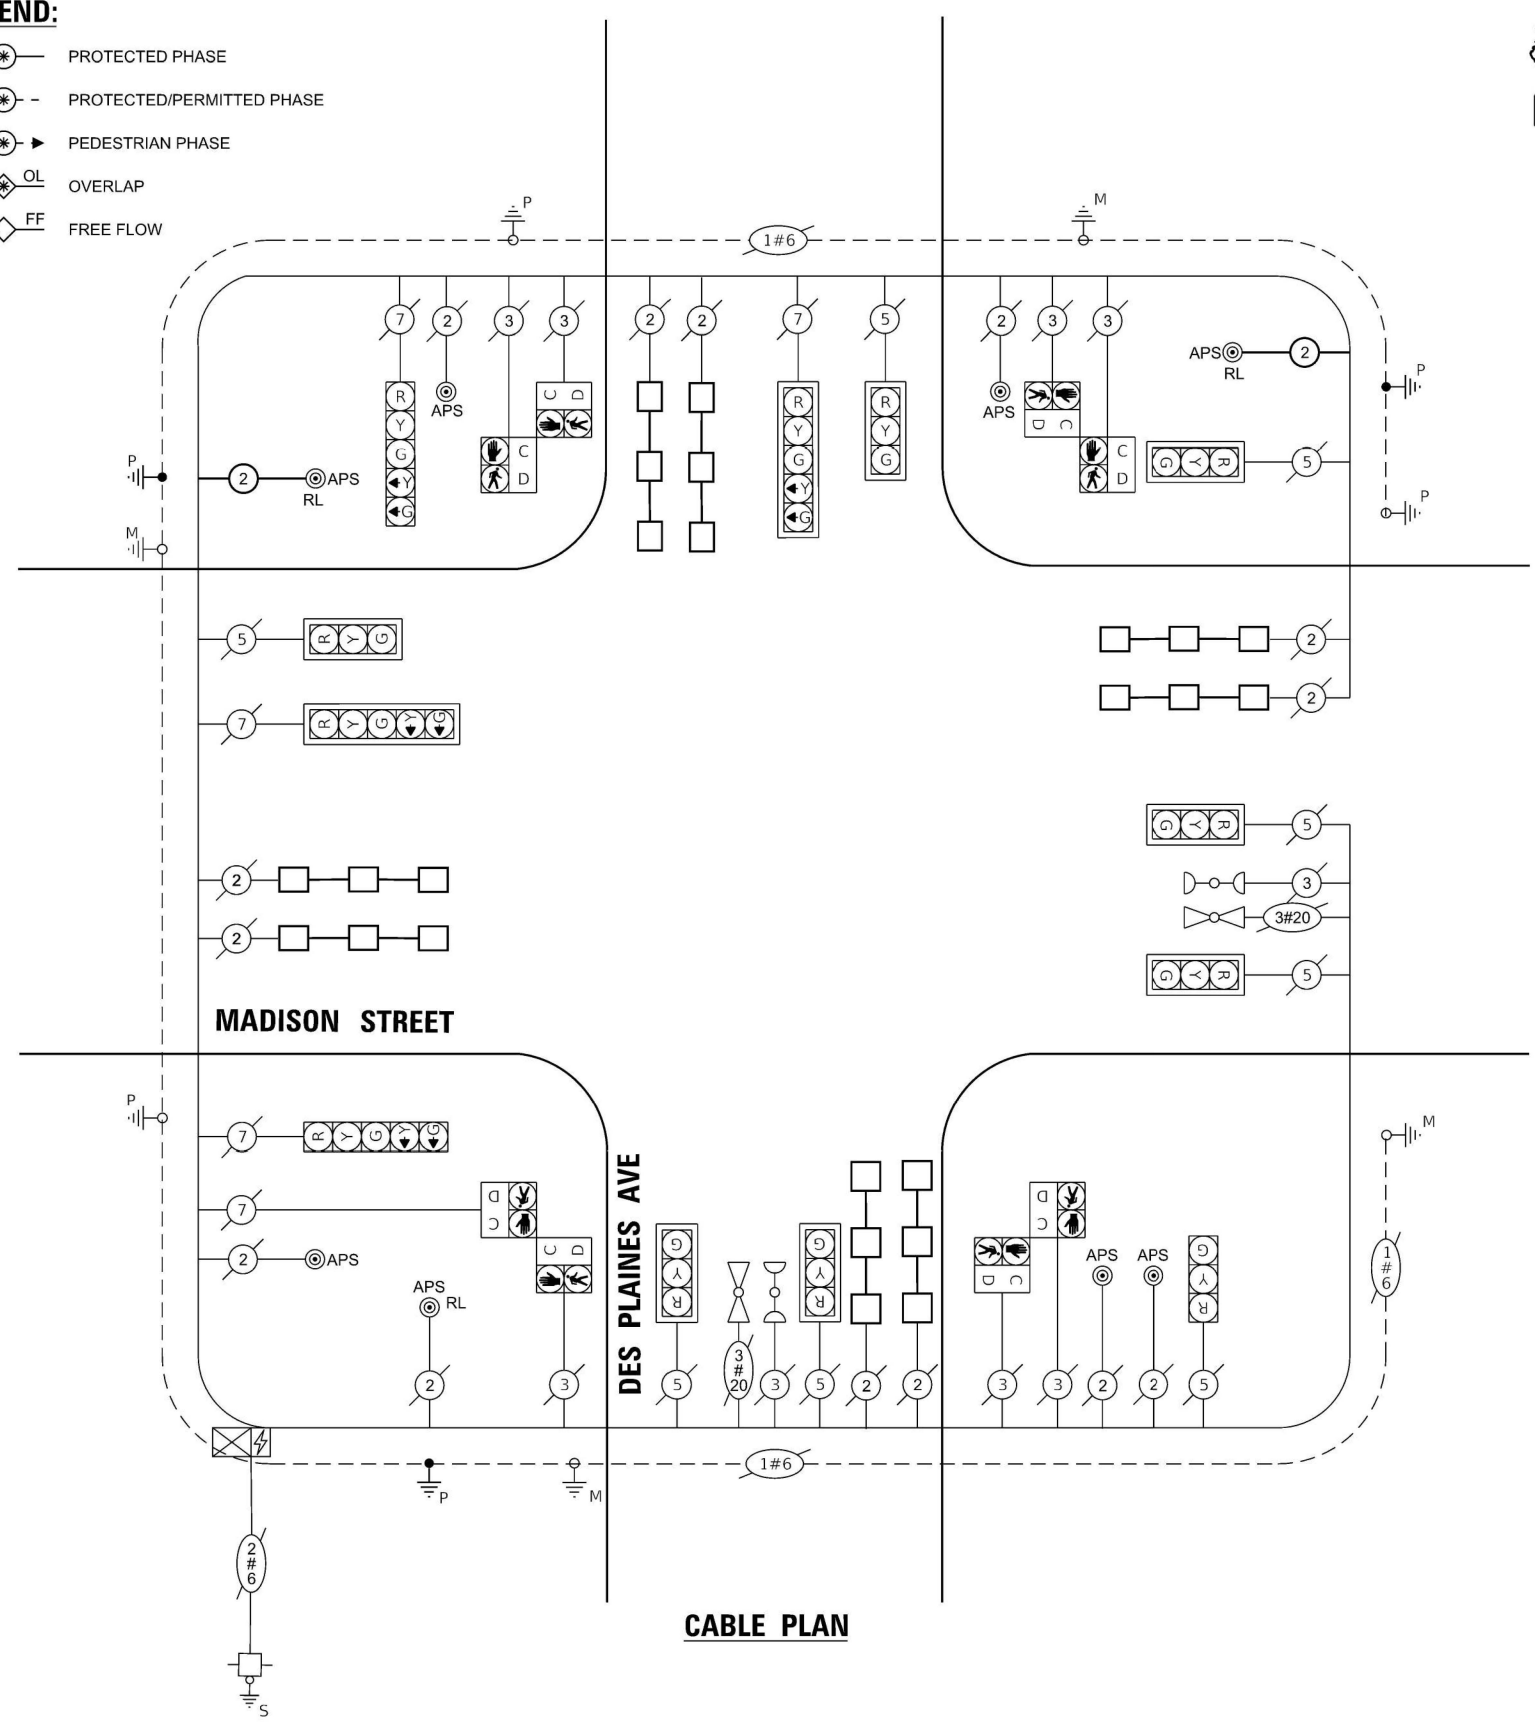 END:
PROTECTED PHASE
PROTECTED/PERMITTED PHASE
PEDESTRIAN PHASE
OL OVERLAP
FF FREE FLOW
P 1#6 M
7 2 3 3 2 2 7 5 2 3 3
APS RL 2 P
R Y G Y G
APS
C D
C D
R Y G Y G
R Y G
APS
D C
C D
R Y G 5
P 2 APS RL
P
M
5 R Y G
2
7 R Y G Y G
2
G Y R 5
3
2
3#20
2
G Y R 5
MADISON STREET
P
M
7 R Y G Y G
7 D C
2 APS
C D
APS RL
DES PLAINES AVE
G Y R
G Y R
D C
D C
APS APS
G Y R
1 # 6
2 3 5 3 # 20 3 5 2 2 3 3 2 2 5
P M 1#6
2 # 6
CABLE PLAN
S